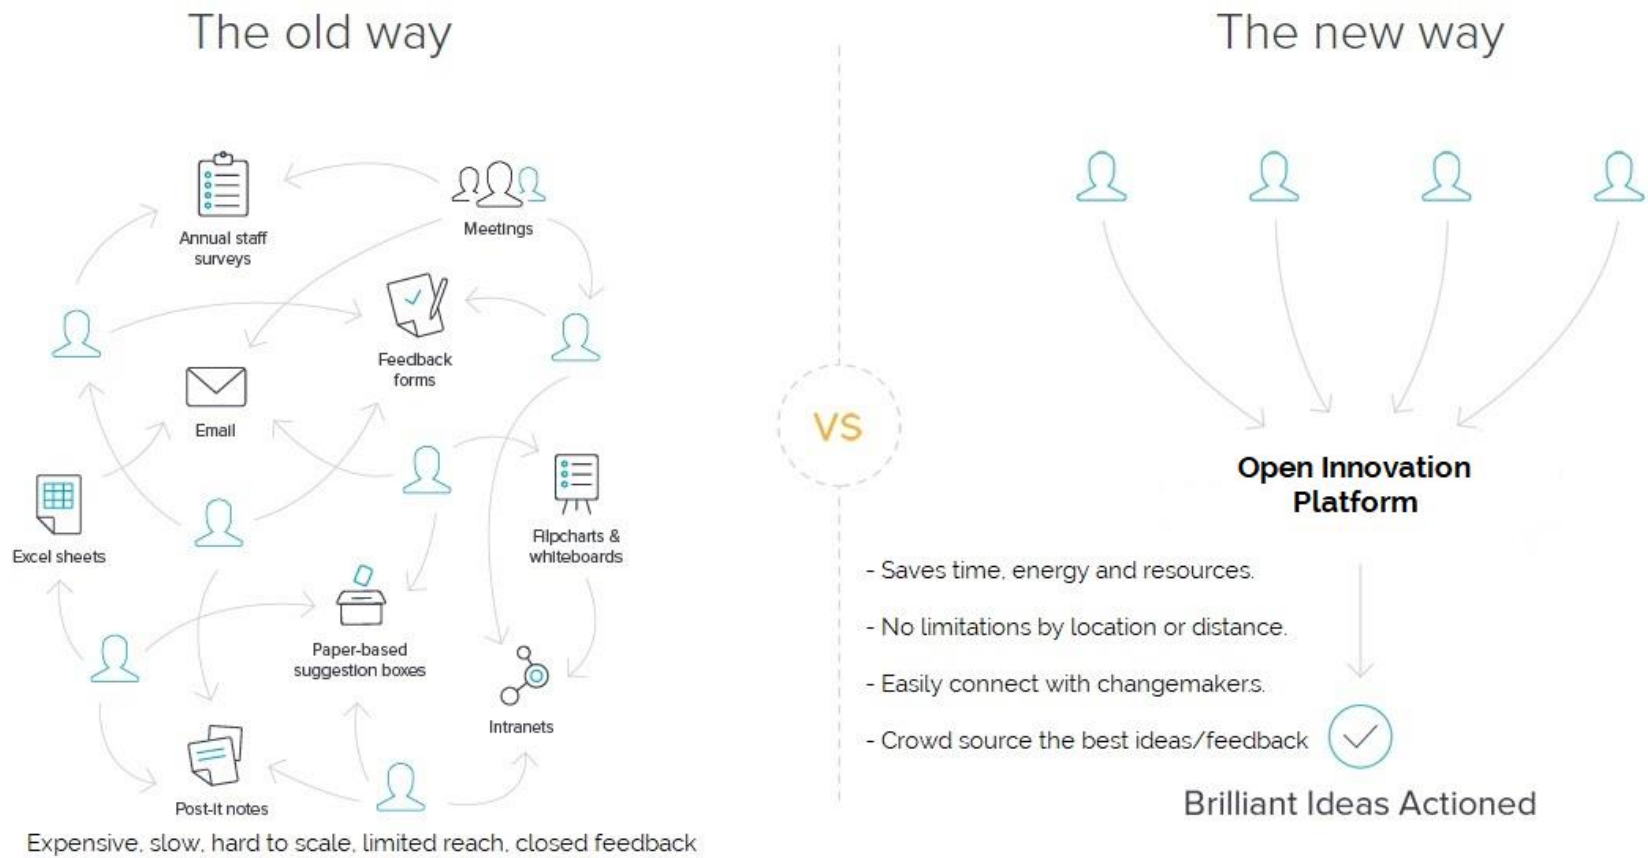 The old way
The new way
Annual staff
surveys
Meetings
Feedback
forms
Email
VS
Excel sheets
Flipcharts &
whiteboards
Paper-based
suggestion boxes
Intranets
Post-it notes
Expensive, slow, hard to scale, limited reach, closed feedback
Open Innovation
Platform
- Saves time, energy and resources.
- No limitations by location or distance.
- Easily connect with changemakers.
- Crowd source the best ideas/feedback
Brilliant Ideas Actioned